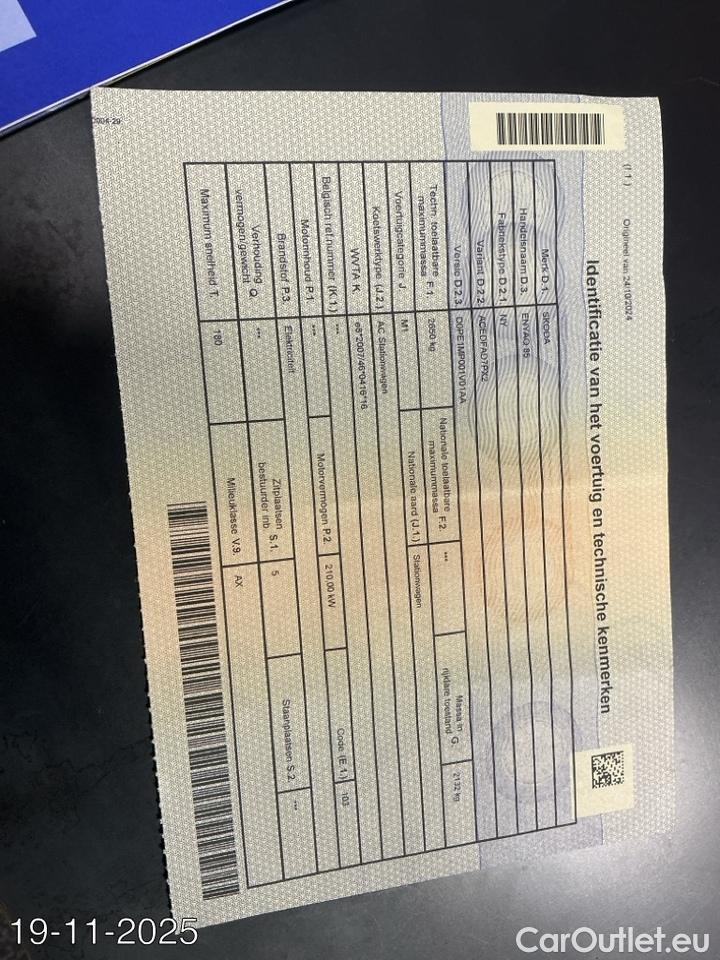 (I 1) Origineel van 24/10/2024
Identificatie van het voertuig en technische kenmerken
Merk D.1. SKODA
Handelsnaam D.3. ENYAQ 85
Fabriekstype D.2.1. NY
Variant D.2.2. ACEDFAD7PX2
Versie D.2.3. D0PE1MP001V01AA
Techn. toelaatbare maximummassa F.1. 2650 kg Nationale toelaatbare maximummassa F.2. *** Massa in rijklare toestand G. 2132 kg
Voertuigcategorie J. M1 Nationale aard (J.1.) Stationwagen
Koetswerktype (J.2.) AC Stationwagen
WVTA K. e8*2007/46*0416*16
Belgisch ref.nummer (K.1.) *** Code (E.1.) 103
Motorinhoud P.1. *** Motorvermogen P.2. 210,00 kW
Brandstof P.3. Elektriciteit
Verhouding vermogen/gewicht Q. *** Zitplaatsen bestuurder inb. S.1. 5 Staanplaatsen S.2. ***
Maximum snelheid T. 180 Milieuklasse V.9. AX
19-11-2025
CarOutlet.eu